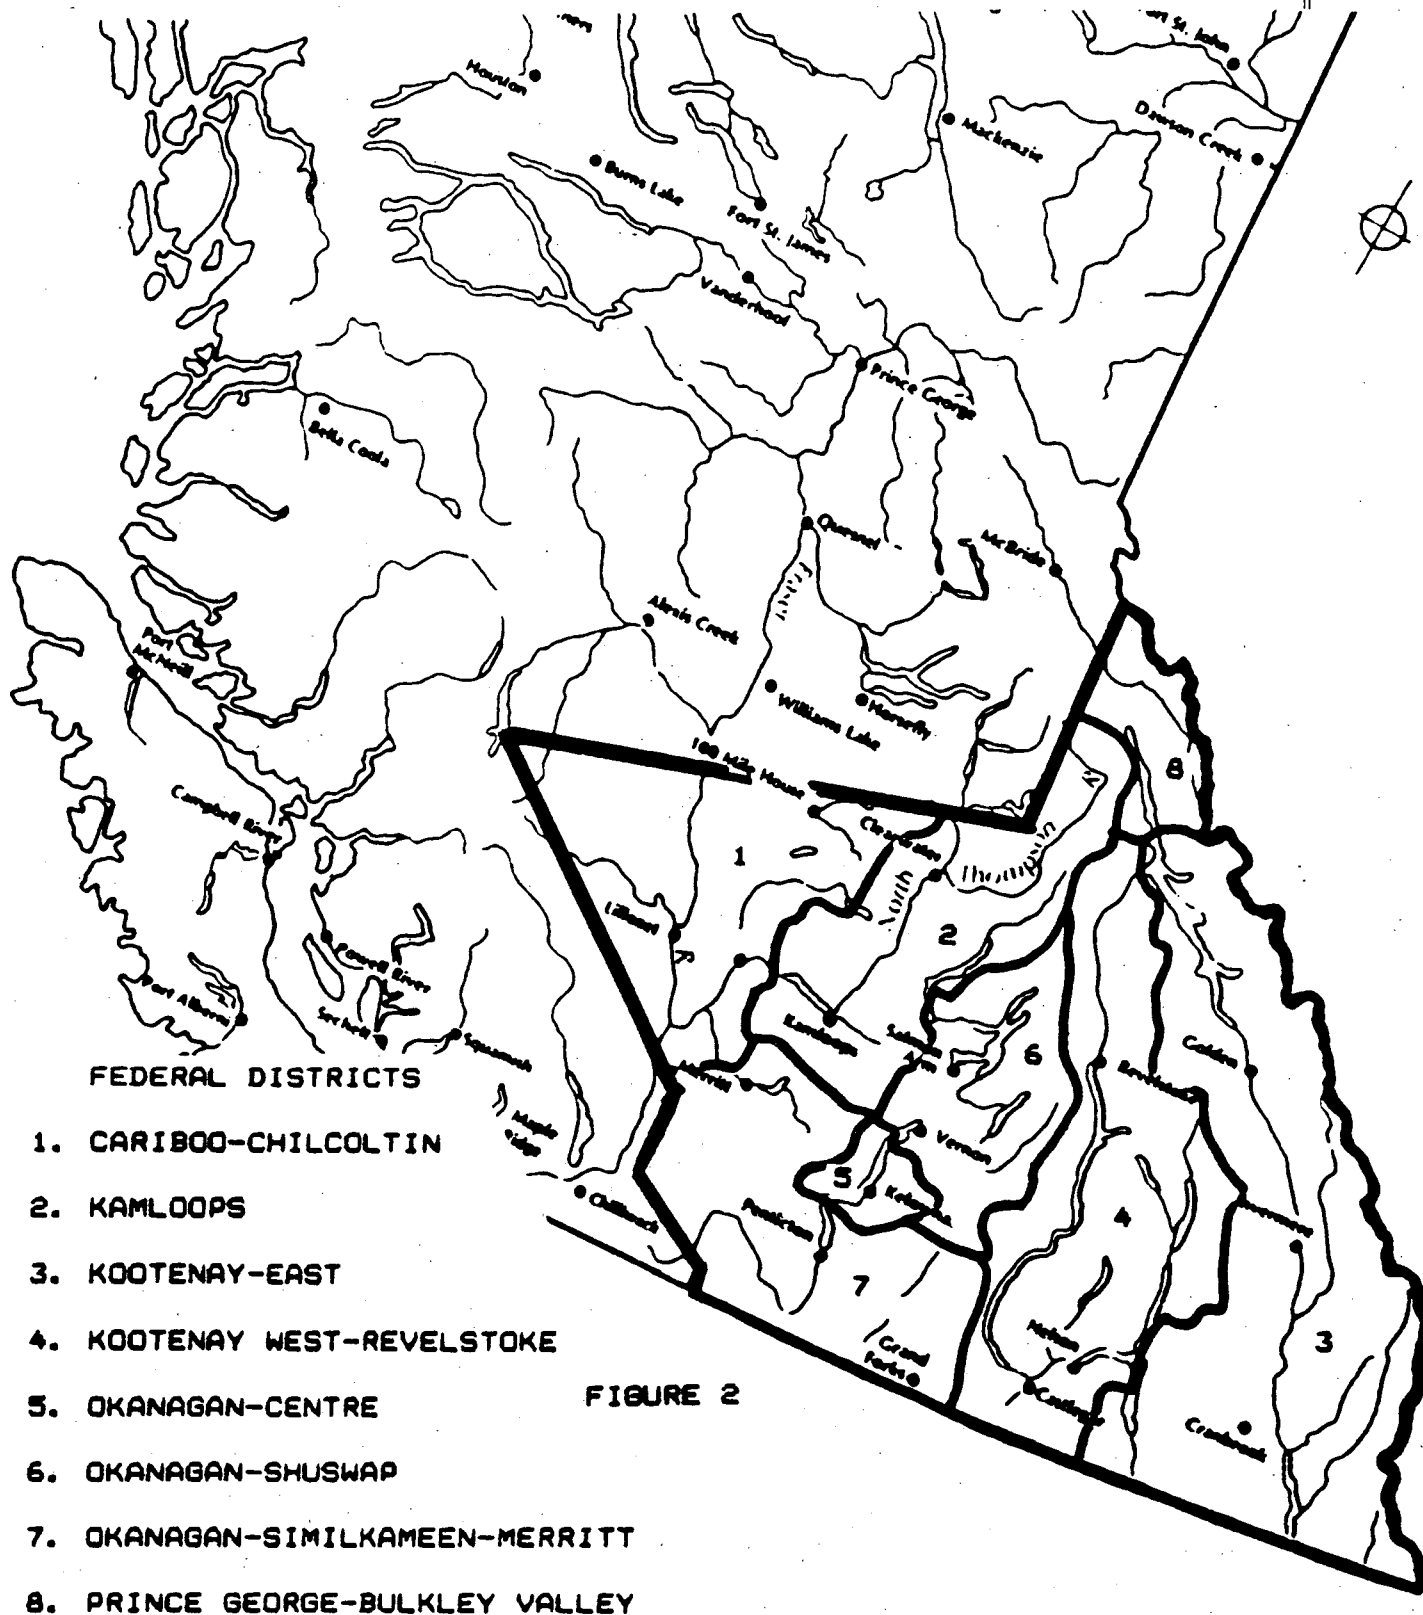 Houston
St. John
Dawson Creek
Mackenzie
Burns Lake
Fort St. James
Vanderhoof
Prince George
Bella Coola
Quesnel
McBride
Alexis Creek
Port
McNeill
Williams Lake
Horsefly
100 Mile House
8
Campbell River
Clearwater
1
Lillooet
North
Thompson
2
Powell River
Port Alberni
Sechelt
Squamish
Kamloops
Salmon
Arm
6
Golden
Revelstoke
Merritt
Maple
Ridge
Vernon
5
Kelowna
4
Chilliwack
Penticton
Invermere
7
3
Nelson
Grand
Forks
Castlegar
Cranbrook
FEDERAL DISTRICTS
1. CARIBOO-CHILCOLTIN
2. KAMLOOPS
3. KOOTENAY-EAST
4. KOOTENAY WEST-REVELSTOKE
5. OKANAGAN-CENTRE
6. OKANAGAN-SHUSWAP
7. OKANAGAN-SIMILKAMEEN-MERRITT
8. PRINCE GEORGE-BULKLEY VALLEY
FIGURE 2